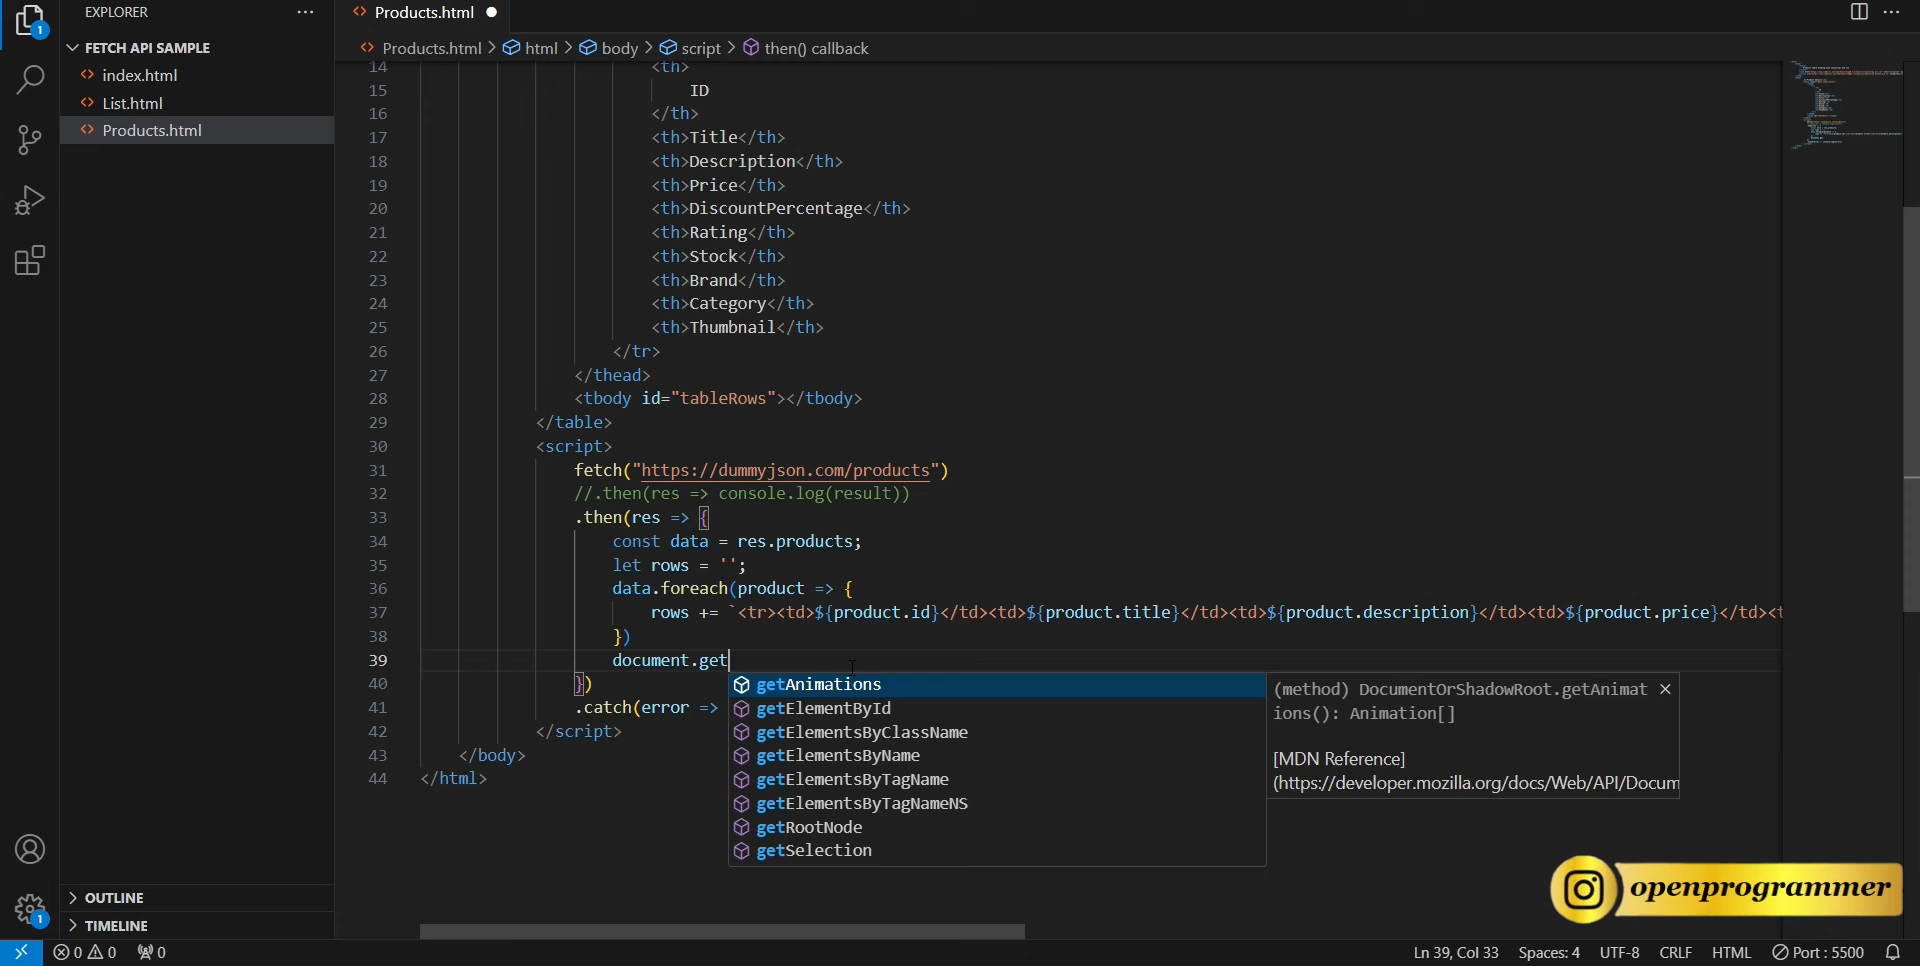 EXPLORER
Products.html
FETCH API SAMPLE
index.html
List.html
Products.html
Products.html > html > body > script > then() callback
14 <th>
15 ID
16 </th>
17 <th>Title</th>
18 <th>Description</th>
19 <th>Price</th>
20 <th>DiscountPercentage</th>
21 <th>Rating</th>
22 <th>Stock</th>
23 <th>Brand</th>
24 <th>Category</th>
25 <th>Thumbnail</th>
26 </tr>
27 </thead>
28 <tbody id="tableRows"></tbody>
29 </table>
30 <script>
31 fetch("https://dummyjson.com/products")
32 //.then(res => console.log(result))
33 .then(res => {
34 const data = res.products;
35 let rows = '';
36 data.foreach(product => {
37 rows += `<tr><td>${product.id}</td><td>${product.title}</td><td>${product.description}</td><td>${product.price}</td><t
38 })
39 document.get
40 })
41 .catch(error =>
42 </script>
43 </body>
44 </html>
getAnimations
getElementById
getElementsByClassName
getElementsByName
getElementsByTagName
getElementsByTagNameNS
getRootNode
getSelection
(method) DocumentOrShadowRoot.getAnimat
ions(): Animation[]
[MDN Reference]
(https://developer.mozilla.org/docs/Web/API/Docum
openprogrammer
OUTLINE
TIMELINE
1
1
0 0 0
Ln 39, Col 33 Spaces: 4 UTF-8 CRLF HTML Port : 5500